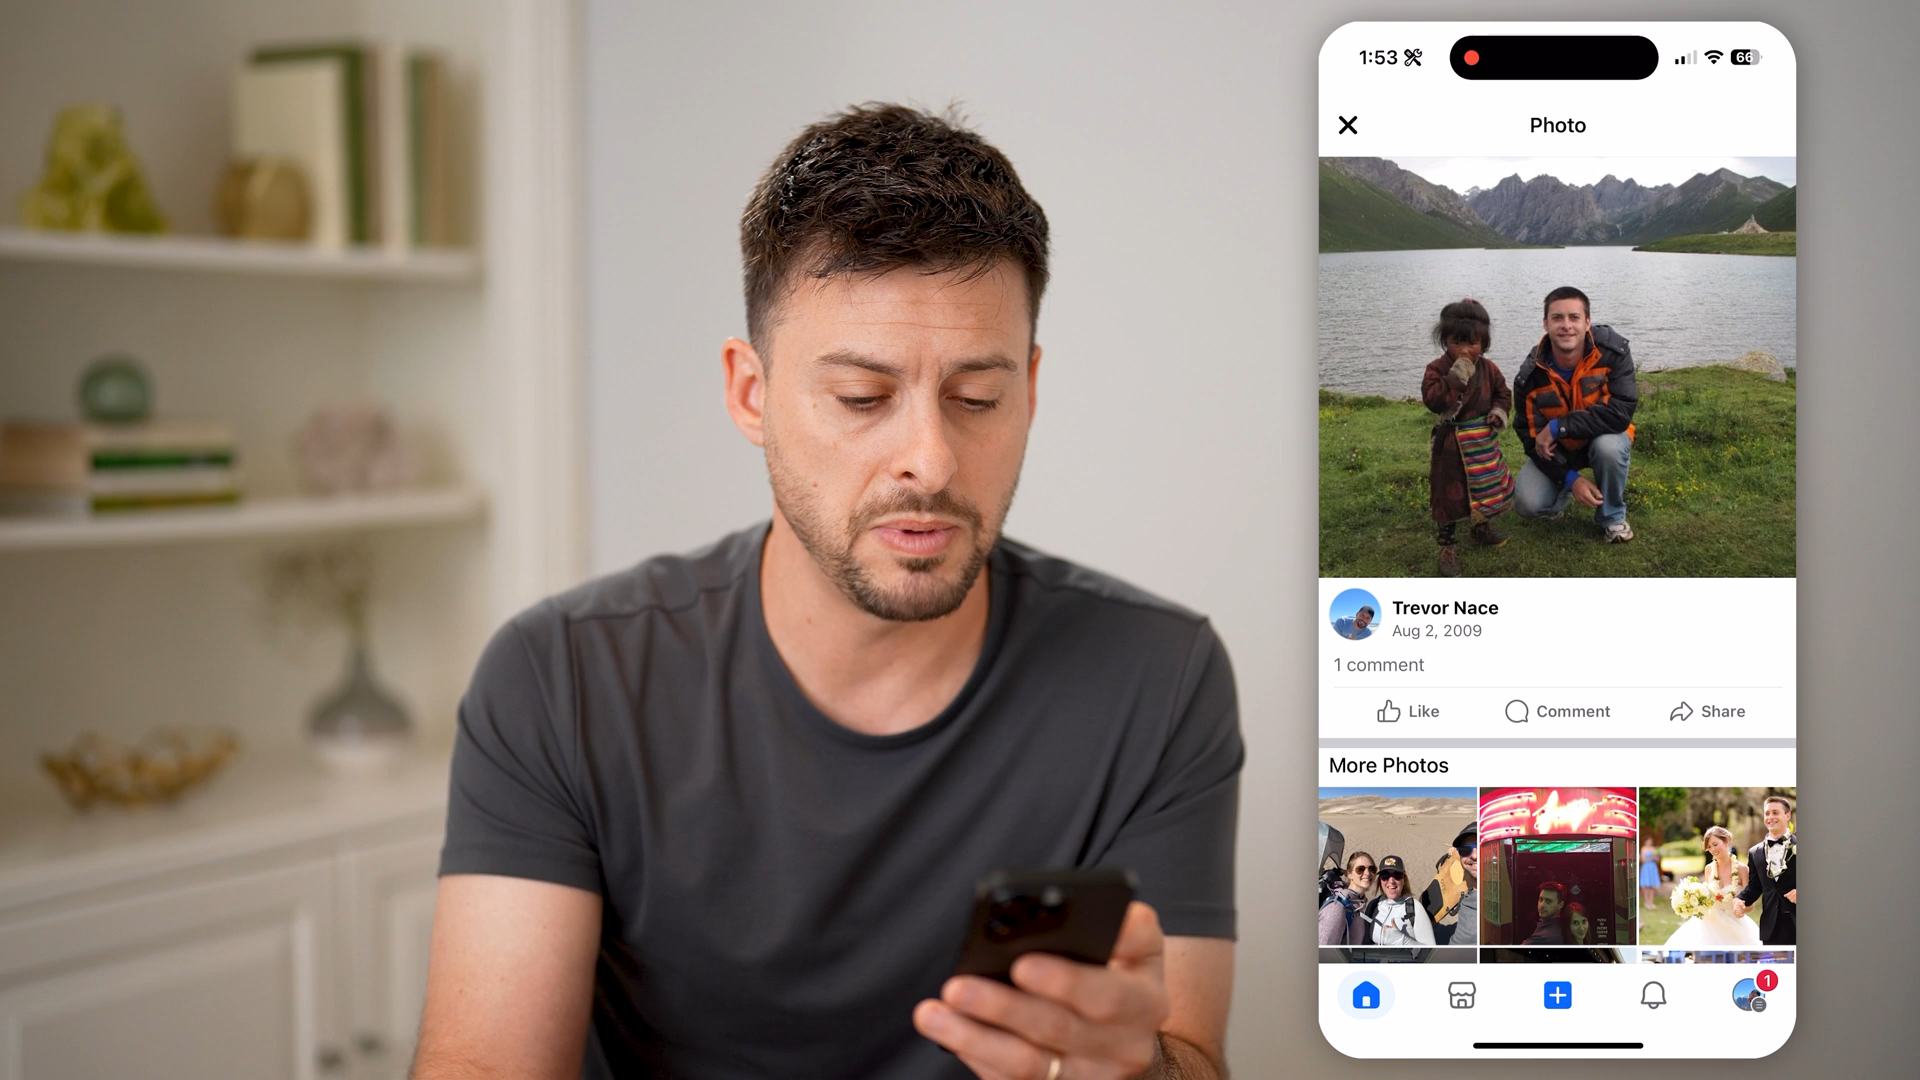 1:53
66
Photo
Trevor Nace
Aug 2, 2009
1 comment
Like
Comment
Share
More Photos
1